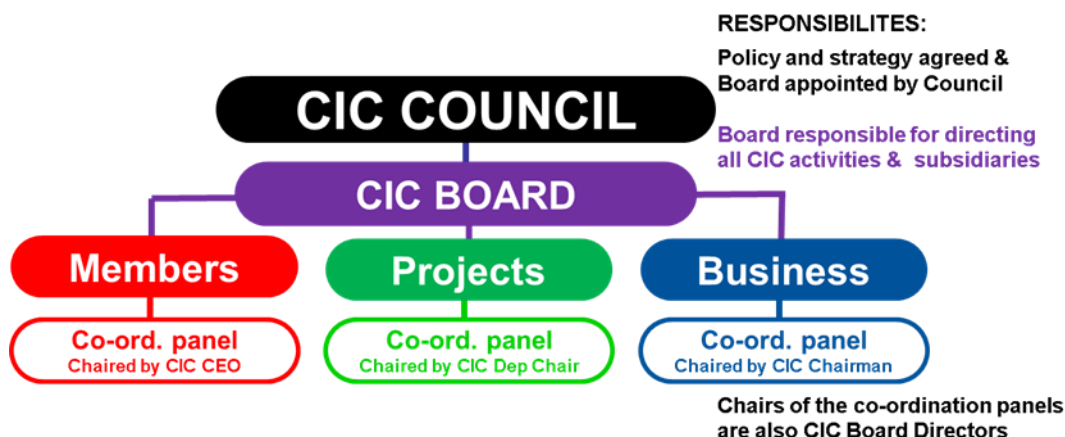 RESPONSIBILITES:
Policy and strategy agreed &
Board appointed by Council
CIC COUNCIL
Board responsible for directing
all CIC activities & subsidiaries
CIC BOARD
Members
Projects
Business
Co-ord. panel
Chaired by CIC CEO
Co-ord. panel
Chaired by CIC Dep Chair
Co-ord. panel
Chaired by CIC Chairman
Chairs of the co-ordination panels
are also CIC Board Directors